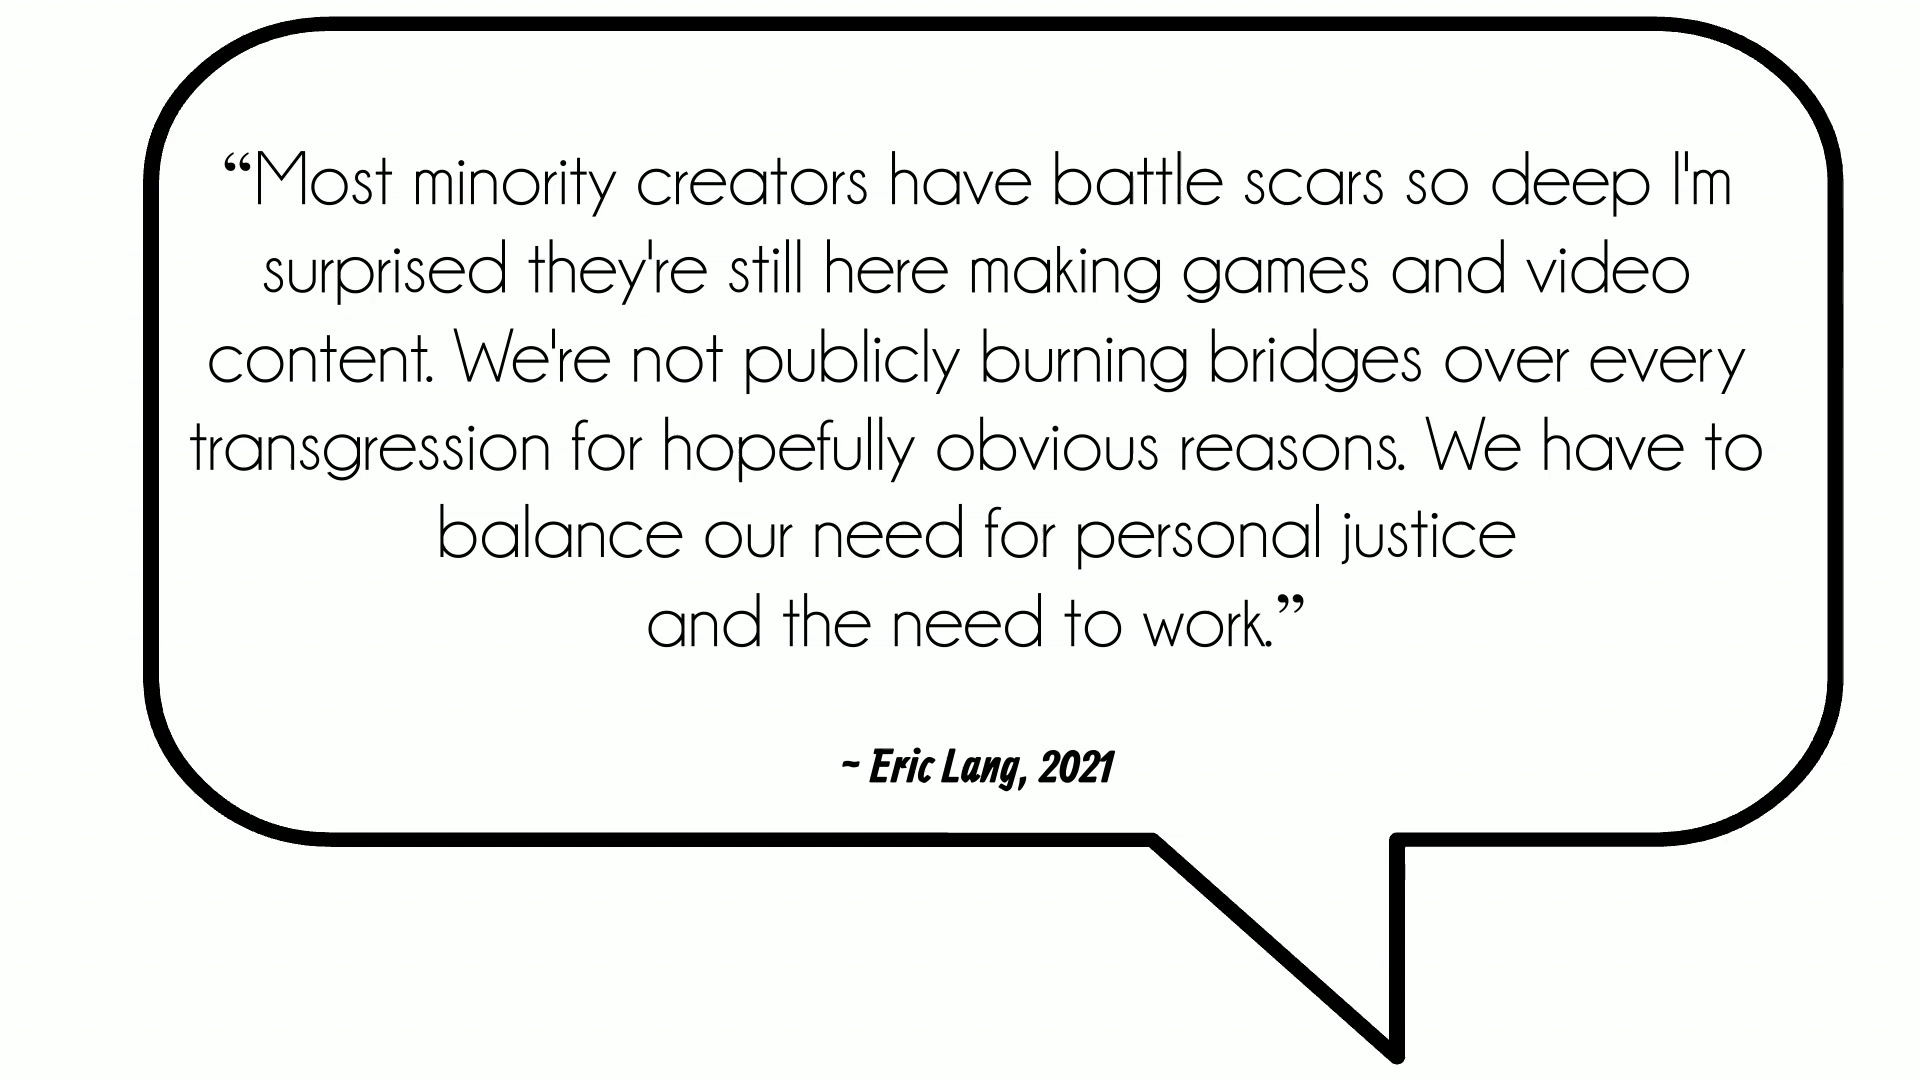 “Most minority creators have battle scars so deep I'm
surprised they're still here making games and video
content. We're not publicly burning bridges over every
transgression for hopefully obvious reasons. We have to
balance our need for personal justice
and the need to work.”
~ Eric Lang, 2021